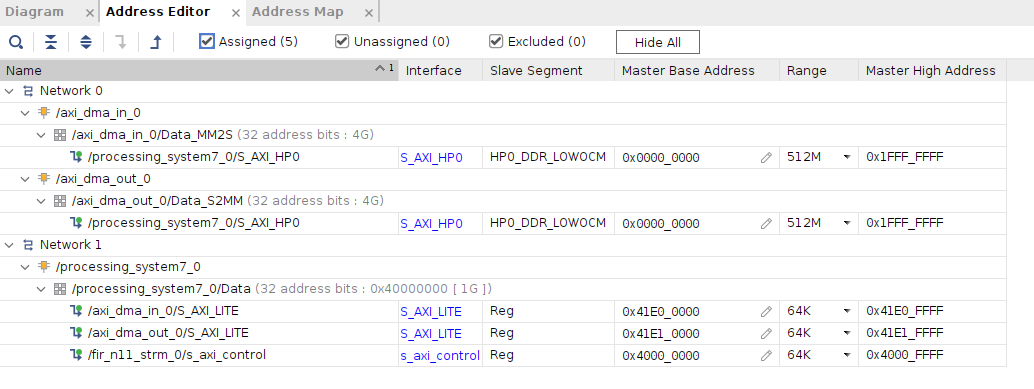 Diagram × Address Editor × Address Map ×
Assigned (5) Unassigned (0) Excluded (0) Hide All
Name 1 Interface Slave Segment Master Base Address Range Master High Address
Network 0
/axi_dma_in_0
/axi_dma_in_0/Data_MM2S (32 address bits : 4G)
/processing_system7_0/S_AXI_HP0 S_AXI_HP0 HP0_DDR_LOWOCM 0x0000_0000 512M 0x1FFF_FFFF
/axi_dma_out_0
/axi_dma_out_0/Data_S2MM (32 address bits : 4G)
/processing_system7_0/S_AXI_HP0 S_AXI_HP0 HP0_DDR_LOWOCM 0x0000_0000 512M 0x1FFF_FFFF
Network 1
/processing_system7_0
/processing_system7_0/Data (32 address bits : 0x40000000 [ 1G ])
/axi_dma_in_0/S_AXI_LITE S_AXI_LITE Reg 0x41E0_0000 64K 0x41E0_FFFF
/axi_dma_out_0/S_AXI_LITE S_AXI_LITE Reg 0x41E1_0000 64K 0x41E1_FFFF
/fir_n11_strm_0/s_axi_control s_axi_control Reg 0x4000_0000 64K 0x4000_FFFF